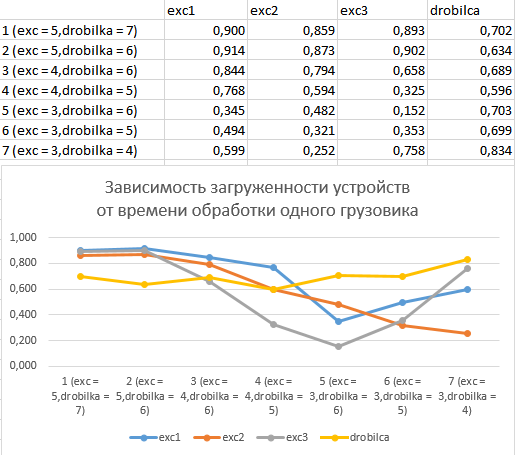 exc1 exc2 exc3 drobilca
1 (exc = 5,drobilka = 7) 0,900 0,859 0,893 0,702
2 (exc = 5,drobilka = 6) 0,914 0,873 0,902 0,634
3 (exc = 4,drobilka = 6) 0,844 0,794 0,658 0,689
4 (exc = 4,drobilka = 5) 0,768 0,594 0,325 0,596
5 (exc = 3,drobilka = 6) 0,345 0,482 0,152 0,703
6 (exc = 3,drobilka = 5) 0,494 0,321 0,353 0,699
7 (exc = 3,drobilka = 4) 0,599 0,252 0,758 0,834
Зависимость загруженности устройств
от времени обработки одного грузовика
1,000
0,800
0,600
0,400
0,200
0,000
1 (exc = 2 (exc = 3 (exc = 4 (exc = 5 (exc = 6 (exc = 7 (exc =
5,drobilka = 5,drobilka = 4,drobilka = 4,drobilka = 3,drobilka = 3,drobilka = 3,drobilka =
7) 6) 6) 5) 6) 5) 4)
exc1 exc2 exc3 drobilca